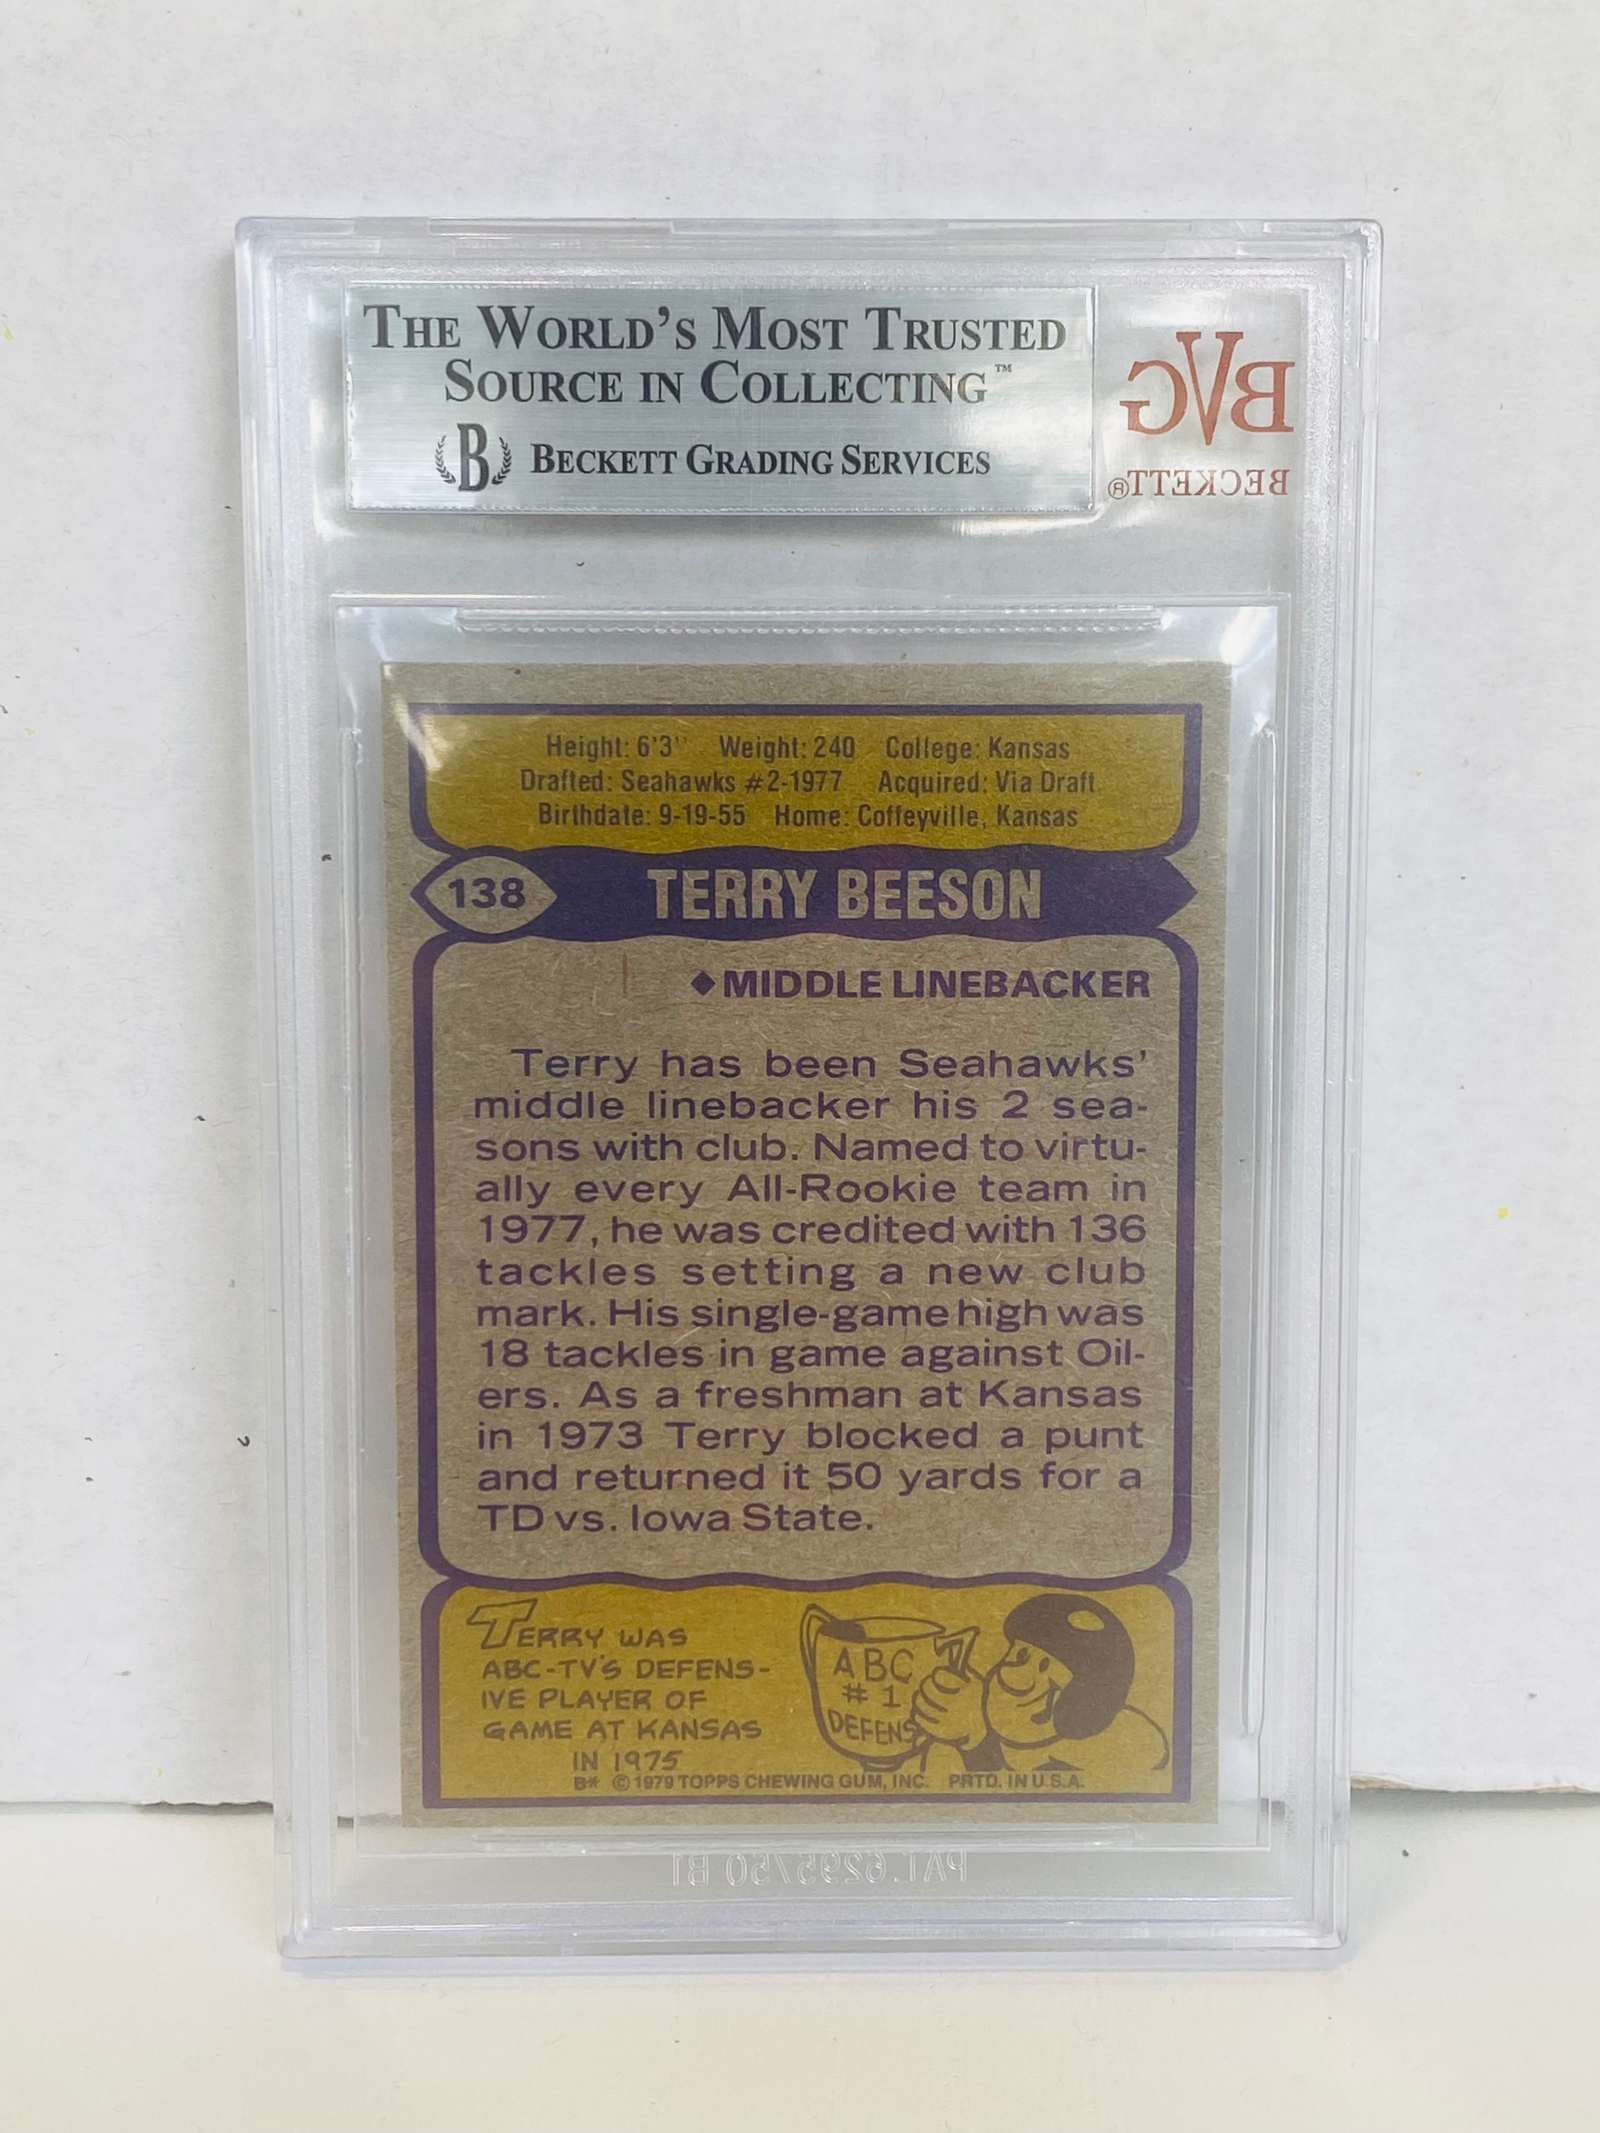 THE WORLD'S MOST TRUSTED
SOURCE IN COLLECTING™
B BECKETT GRADING SERVICES
BVG
BECKETT®
Height: 6'3" Weight: 240 College: Kansas
Drafted: Seahawks #2-1977 Acquired: Via Draft
Birthdate: 9-19-55 Home: Coffeyville, Kansas
138 TERRY BEESON
◆MIDDLE LINEBACKER
Terry has been Seahawks'
middle linebacker his 2 sea-
sons with club. Named to virtu-
ally every All-Rookie team in
1977, he was credited with 136
tackles setting a new club
mark. His single-game high was
18 tackles in game against Oil-
ers. As a freshman at Kansas
in 1973 Terry blocked a punt
and returned it 50 yards for a
TD vs. Iowa State.
TERRY WAS
ABC-TV'S DEFENS-
IVE PLAYER OF
GAME AT KANSAS
IN 1975
ABC
#1
DEFENS
B* © 1979 TOPPS CHEWING GUM, INC. PRTD. IN U.S.A.
PAT. 6295750 B1